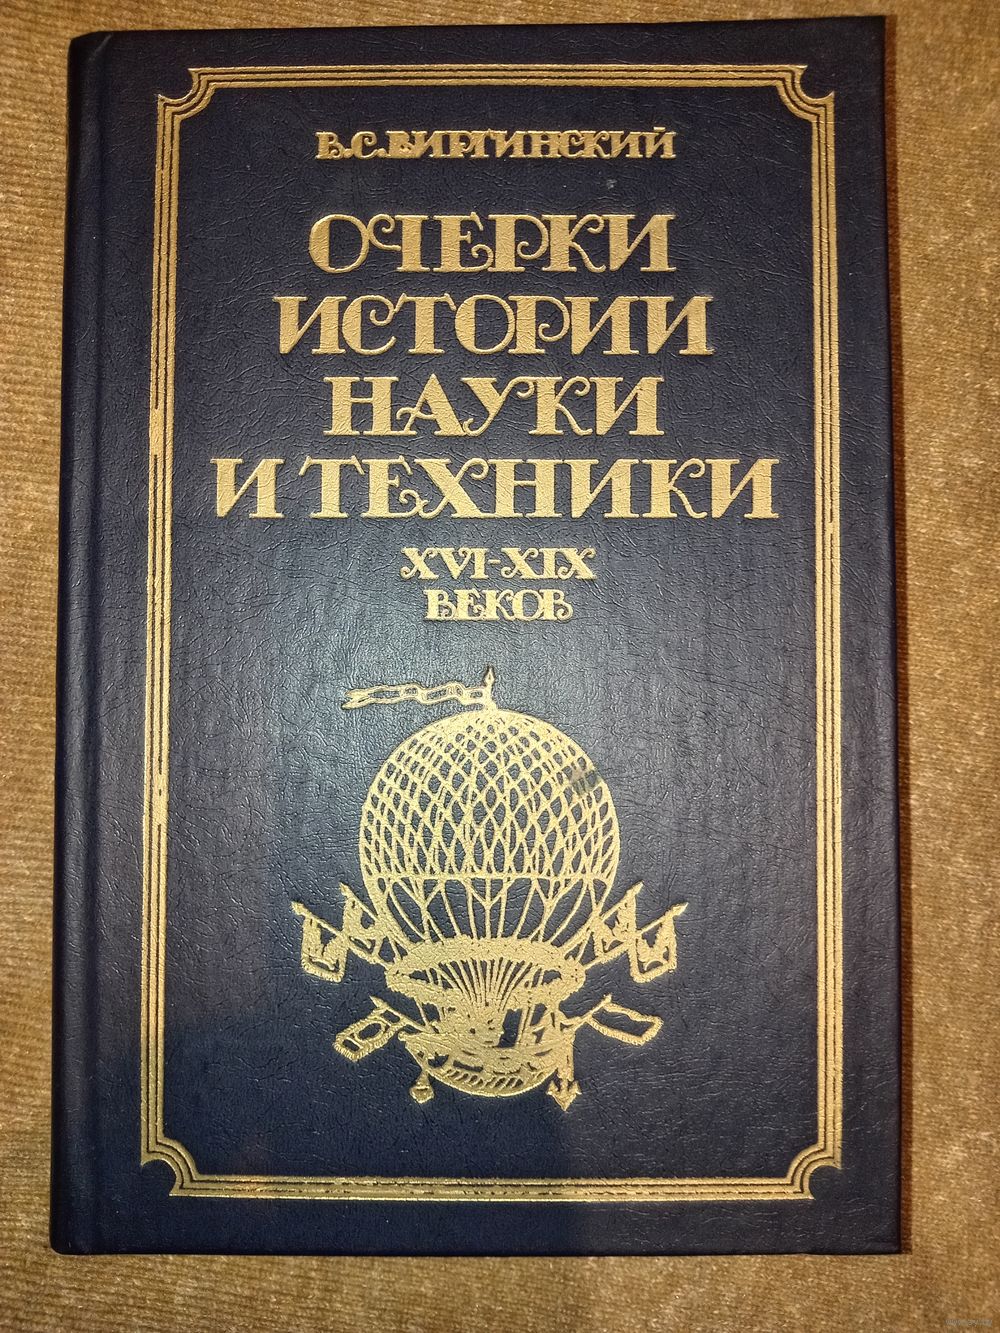 В.С.ВИРГИНСКИЙ
ОЧЕРКИ
ИСТОРИИ
НАУКИ
И ТЕХНИКИ
XVI-XIX
ВЕКОВ